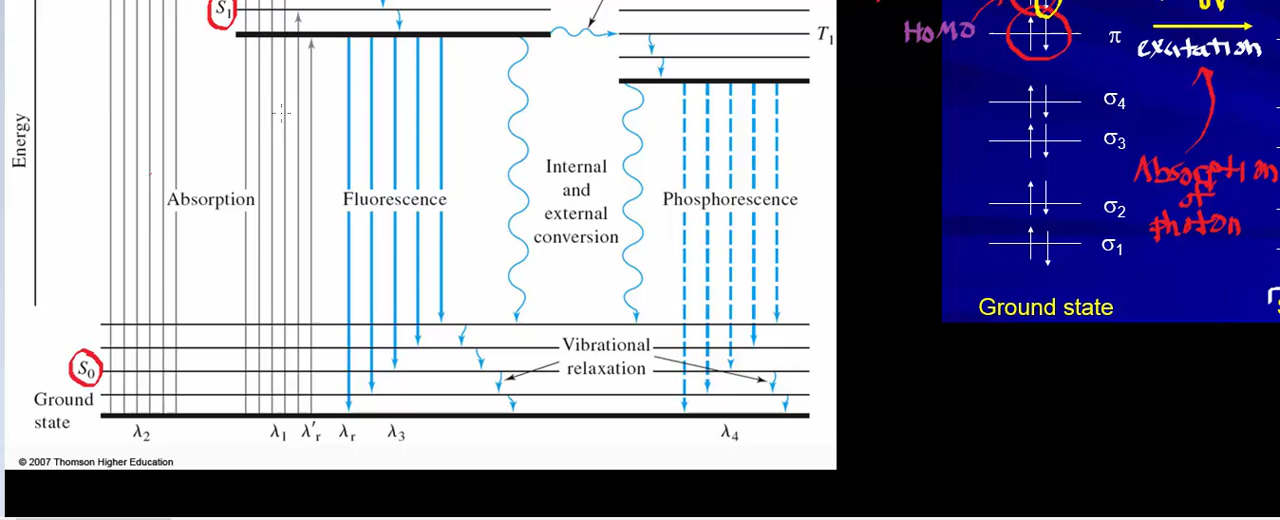 S₁
T₁
Energy
Absorption
Fluorescence
Internal
and
external
conversion
Phosphorescence
Vibrational
relaxation
S₀
Ground
state
λ₂
λ₁
λ′ᵣ
λᵣ
λ₃
λ₄
© 2007 Thomson Higher Education
HOMO
π
excitation
σ₄
σ₃
Absorption
of
photon
σ₂
σ₁
Ground state